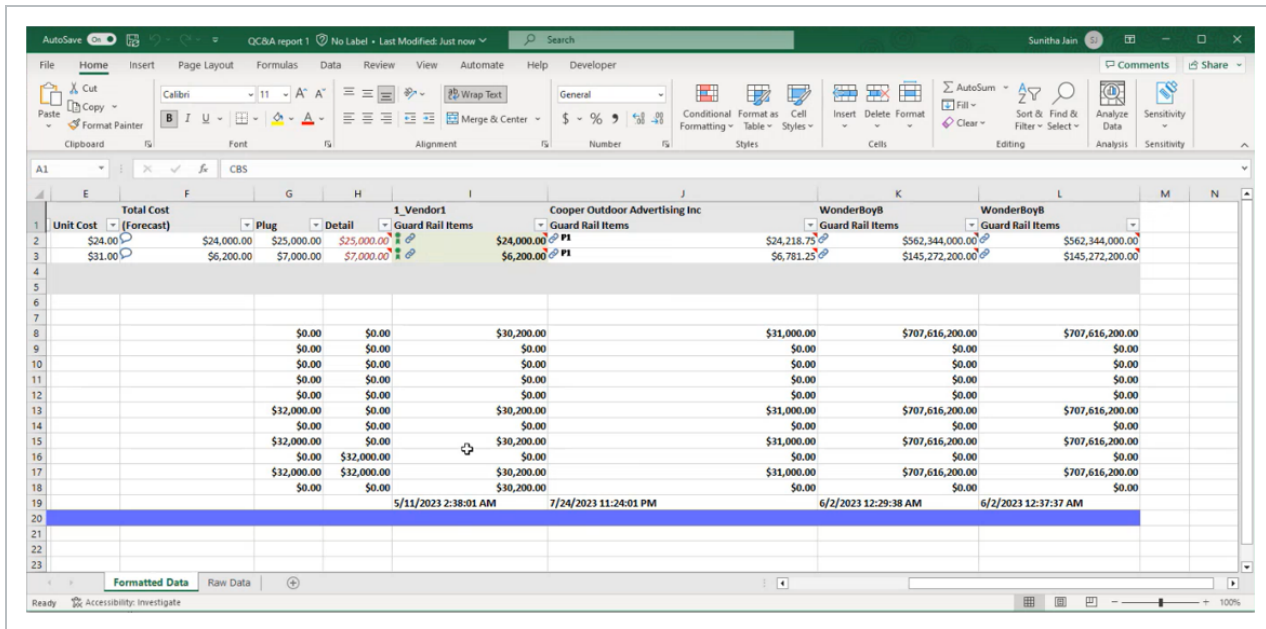 AutoSave On QC&A report 1 No Label • Last Modified: Just now Search Sunitha Jain SJ
File Home Insert Page Layout Formulas Data Review View Automate Help Developer Comments Share
Paste Cut Copy Format Painter Clipboard
Calibri 11 B I U Font
Wrap Text Merge & Center Alignment
General $ % 9 Number
Conditional Formatting Format as Table Cell Styles Styles
Insert Delete Format Cells
AutoSum Fill Clear Sort & Filter Find & Select Editing
Analyze Data Analysis
Sensitivity Sensitivity
A1 fx CBS
E F G H I J K L M N
Total Cost 1_Vendor1 Cooper Outdoor Advertising Inc WonderBoyB WonderBoyB
1 Unit Cost (Forecast) Plug Detail Guard Rail Items Guard Rail Items Guard Rail Items Guard Rail Items
2 $24.00 $24,000.00 $25,000.00 $25,000.00 $24,000.00 P1 $24,218.75 $562,344,000.00 $562,344,000.00
3 $31.00 $6,200.00 $7,000.00 $7,000.00 $6,200.00 P1 $6,781.25 $145,272,200.00 $145,272,200.00
4
5
6
7
8 $0.00 $0.00 $30,200.00 $31,000.00 $707,616,200.00 $707,616,200.00
9 $0.00 $0.00 $0.00 $0.00 $0.00 $0.00
10 $0.00 $0.00 $0.00 $0.00 $0.00 $0.00
11 $0.00 $0.00 $0.00 $0.00 $0.00 $0.00
12 $0.00 $0.00 $0.00 $0.00 $0.00 $0.00
13 $32,000.00 $0.00 $30,200.00 $31,000.00 $707,616,200.00 $707,616,200.00
14 $0.00 $0.00 $0.00 $0.00 $0.00 $0.00
15 $32,000.00 $0.00 $30,200.00 $31,000.00 $707,616,200.00 $707,616,200.00
16 $0.00 $32,000.00 $0.00 $0.00 $0.00 $0.00
17 $32,000.00 $32,000.00 $30,200.00 $31,000.00 $707,616,200.00 $707,616,200.00
18 $0.00 $0.00 $30,200.00 $0.00 $0.00 $0.00
19 5/11/2023 2:38:01 AM 7/24/2023 11:24:01 PM 6/2/2023 12:29:38 AM 6/2/2023 12:37:37 AM
20
21
22
23
Formatted Data Raw Data
Ready Accessibility: Investigate 100%